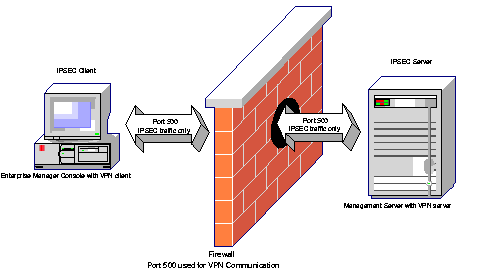 IPSEC Client
IPSEC Server
Port 500
IPSEC traffic only
Port 500
IPSEC traffic only
Enterprise Manager Console with VPN client
Management Server with VPN server
Firewall
Port 500 used for VPN Communication